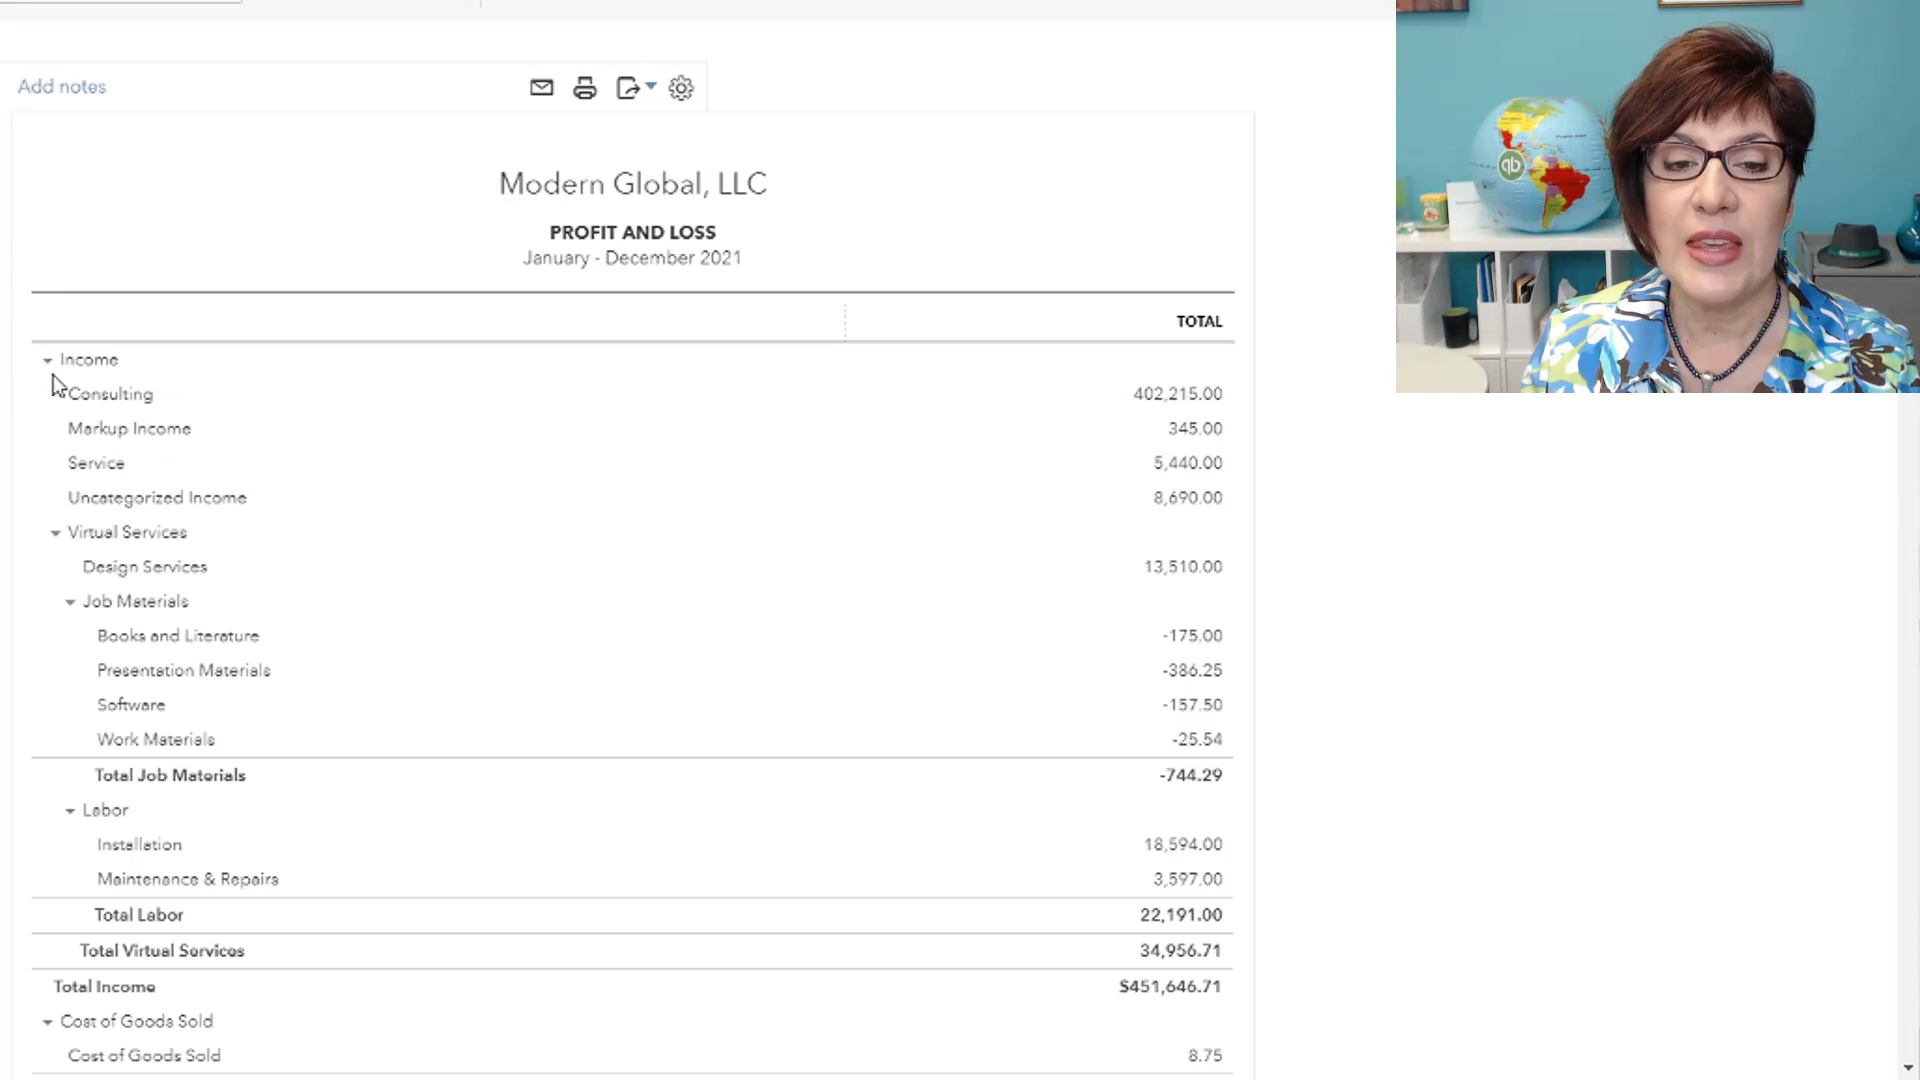 Add notes
Modern Global, LLC
PROFIT AND LOSS
January - December 2021
TOTAL
Income
Consulting 402,215.00
Markup Income 345.00
Service 5,440.00
Uncategorized Income 8,690.00
Virtual Services
Design Services 13,510.00
Job Materials
Books and Literature -175.00
Presentation Materials -386.25
Software -157.50
Work Materials -25.54
Total Job Materials -744.29
Labor
Installation 18,594.00
Maintenance & Repairs 3,597.00
Total Labor 22,191.00
Total Virtual Services 34,956.71
Total Income $451,646.71
Cost of Goods Sold
Cost of Goods Sold 8.75
qb